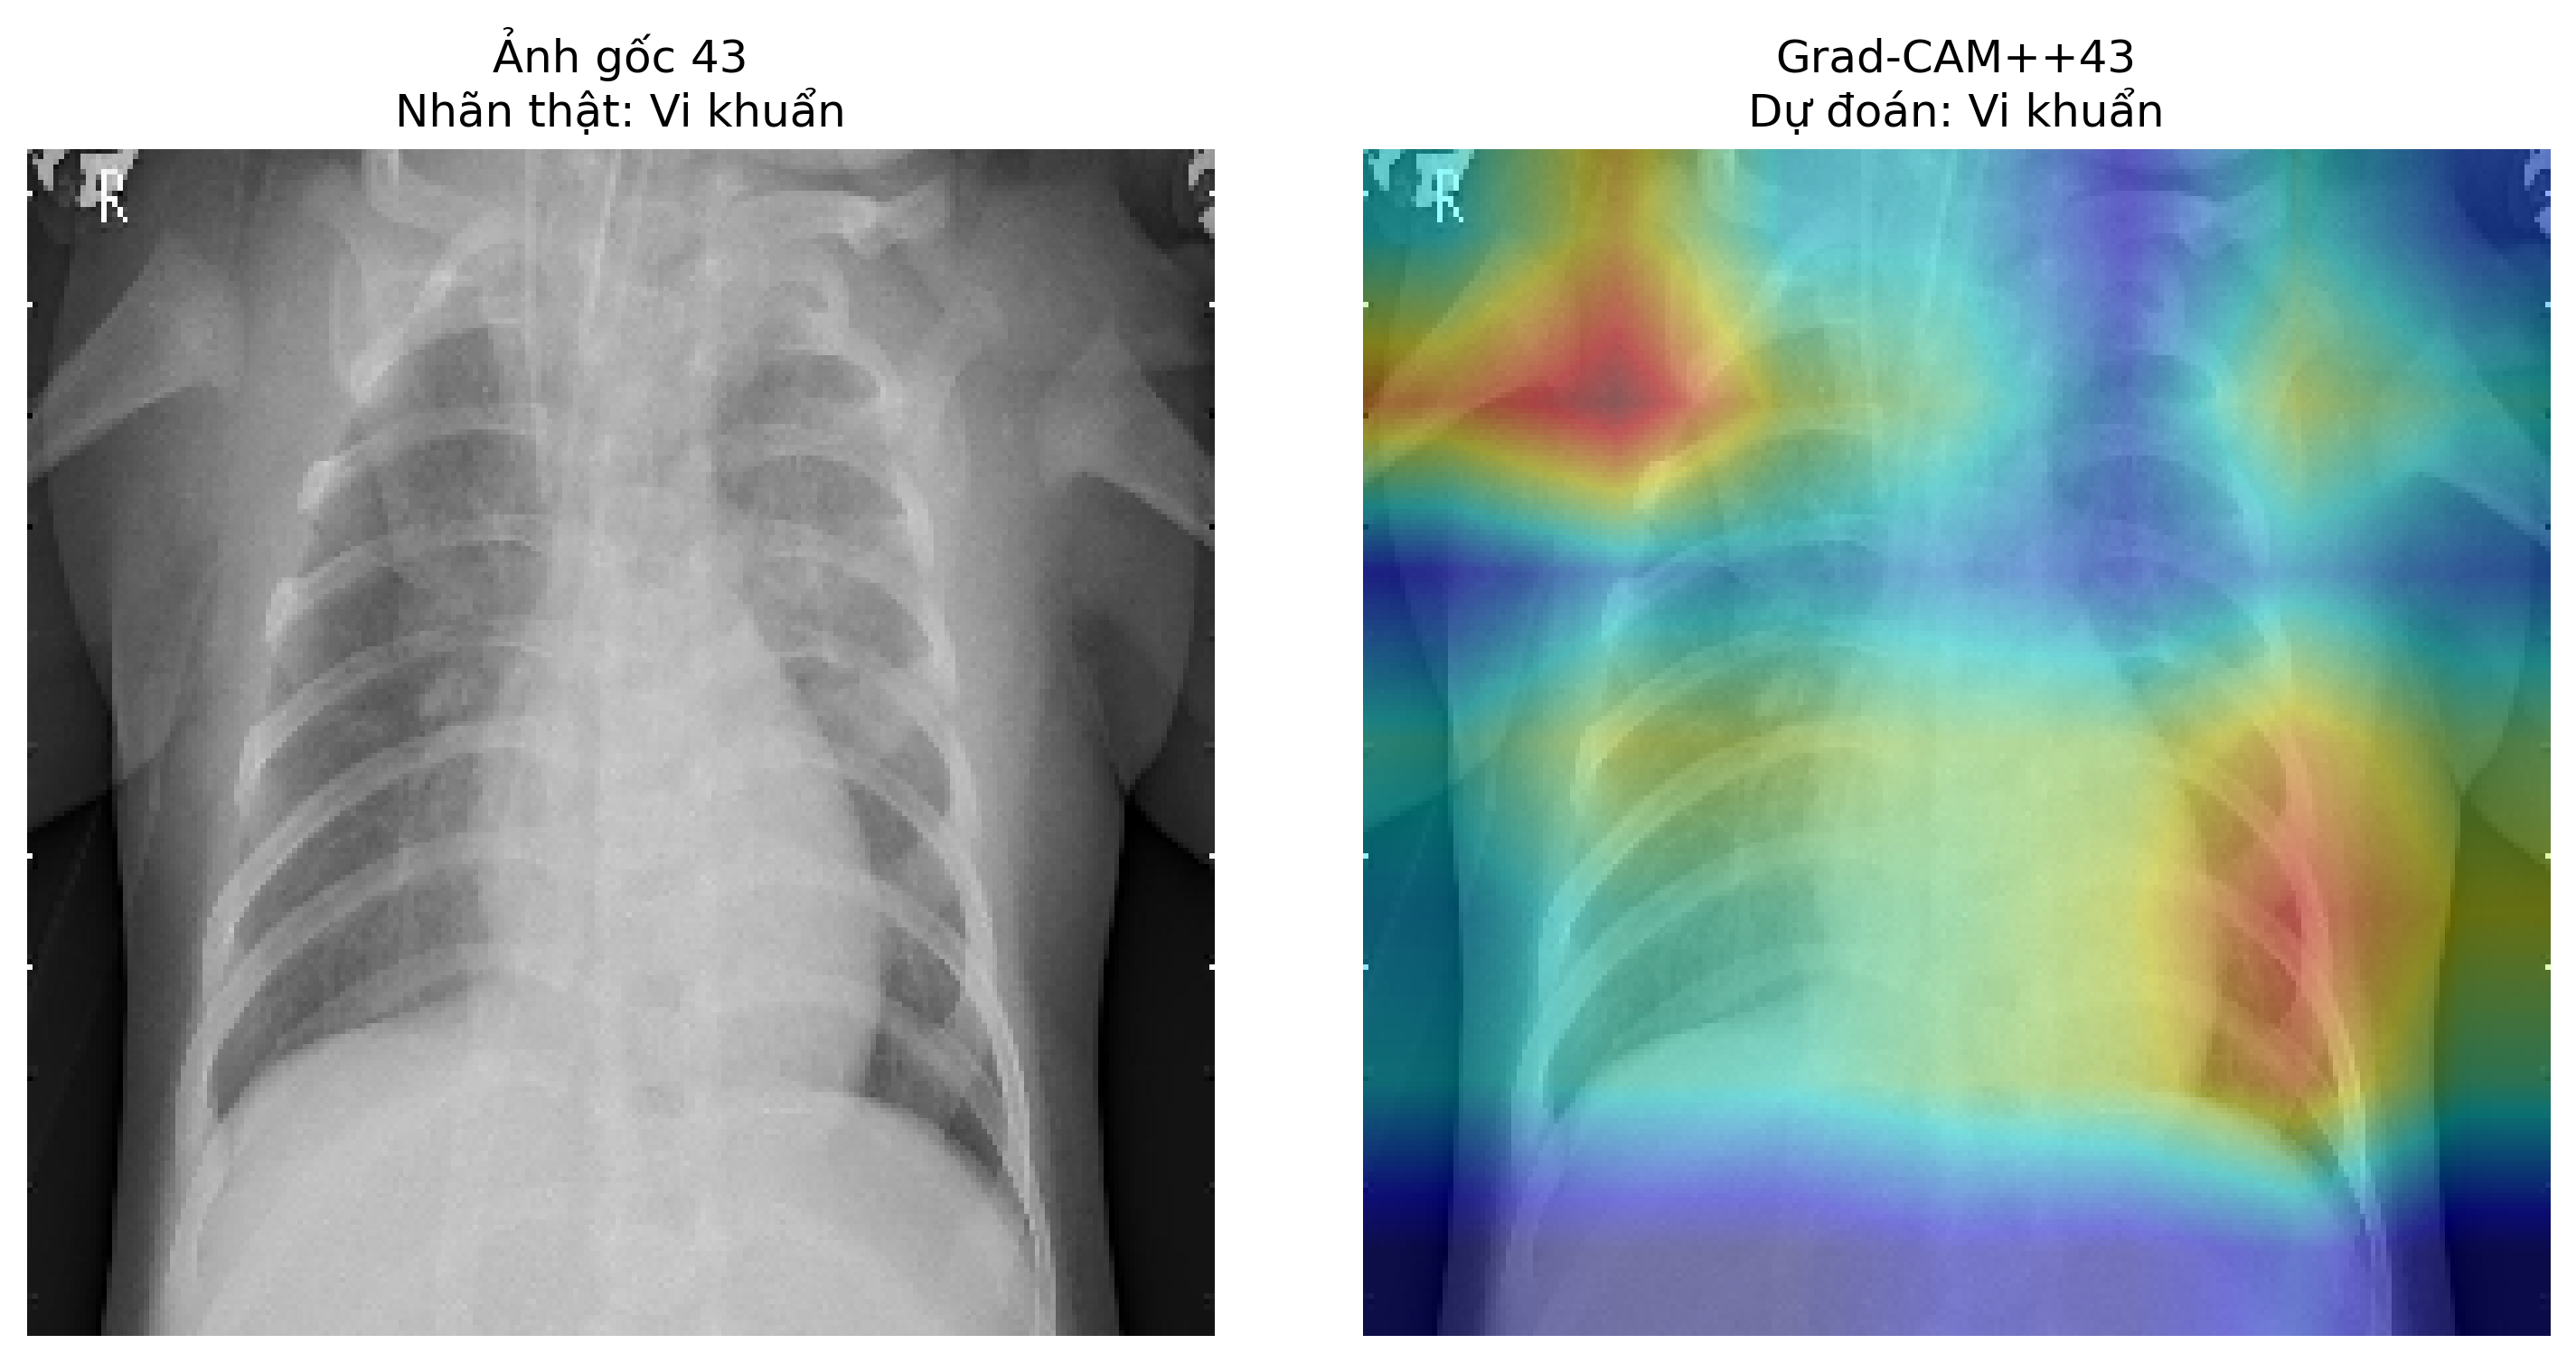 Ảnh gốc 43
Nhãn thật: Vi khuẩn
Grad-CAM++43
Dự đoán: Vi khuẩn
R
R